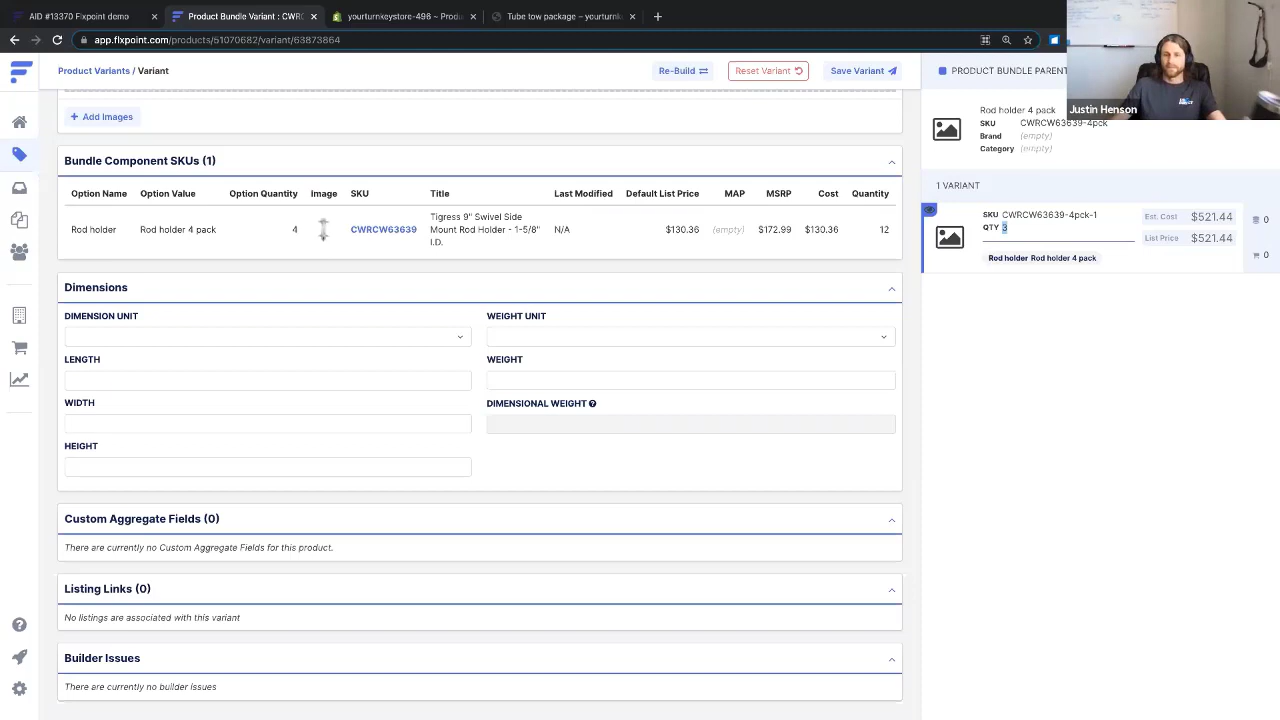 AID #13370 Flxpoint demo
Product Bundle Variant : CWRC
yourturnkeystore-496 – Produ
Tube tow package – yourturnk
app.flxpoint.com/products/51070682/variant/63873864
Product Variants / Variant
Re-Build
Reset Variant
Save Variant
PRODUCT BUNDLE PARENT
Justin Henson
Rod holder 4 pack
SKU CWRCW63639-4pck
Brand (empty)
Category (empty)
Add Images
Bundle Component SKUs (1)
Option Name Option Value Option Quantity Image SKU Title Last Modified Default List Price MAP MSRP Cost Quantity
Rod holder Rod holder 4 pack 4 CWRCW63639 Tigress 9" Swivel Side
Mount Rod Holder - 1-5/8"
I.D. N/A $130.36 (empty) $172.99 $130.36 12
1 VARIANT
SKU CWRCW63639-4pck-1
QTY 3
Est. Cost $521.44
List Price $521.44
0
0
Rod holder Rod holder 4 pack
Dimensions
DIMENSION UNIT
WEIGHT UNIT
LENGTH
WEIGHT
WIDTH
DIMENSIONAL WEIGHT
HEIGHT
Custom Aggregate Fields (0)
There are currently no Custom Aggregate Fields for this product.
Listing Links (0)
No listings are associated with this variant
Builder Issues
There are currently no builder issues